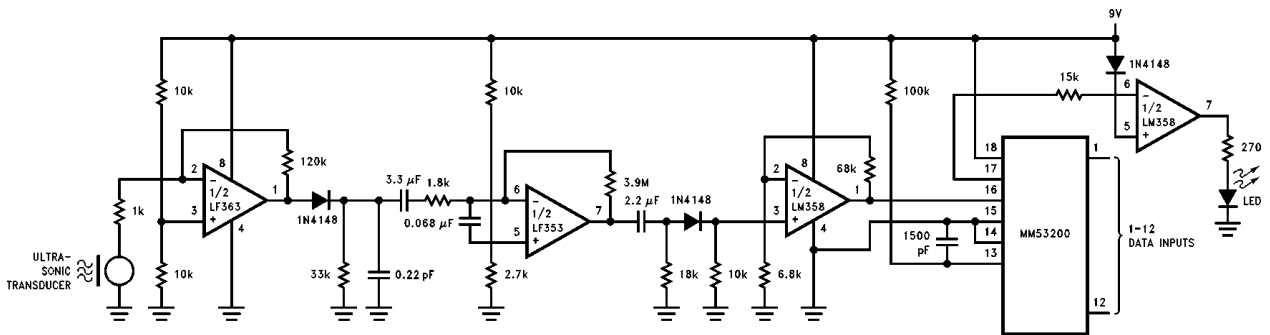 9V
1N4148
10k
10k
100k
15k
6
−
1/2
LM358
7
5
+
8
8
120k
2
−
1/2
LF363
1
3
+
4
1k
10k
ULTRA-
SONIC
TRANSDUCER
1N4148
33k
0.22 pF
3.3 μF
1.8k
0.068 μF
6
−
1/2
LF353
7
5
+
3.9M
2.2 μF
1N4148
2.7k
18k
10k
68k
2
−
1/2
LM358
1
3
+
4
6.8k
1500
pF
18
17
16
15
14
13
MM53200
1
12
1-12
DATA INPUTS
270
LED